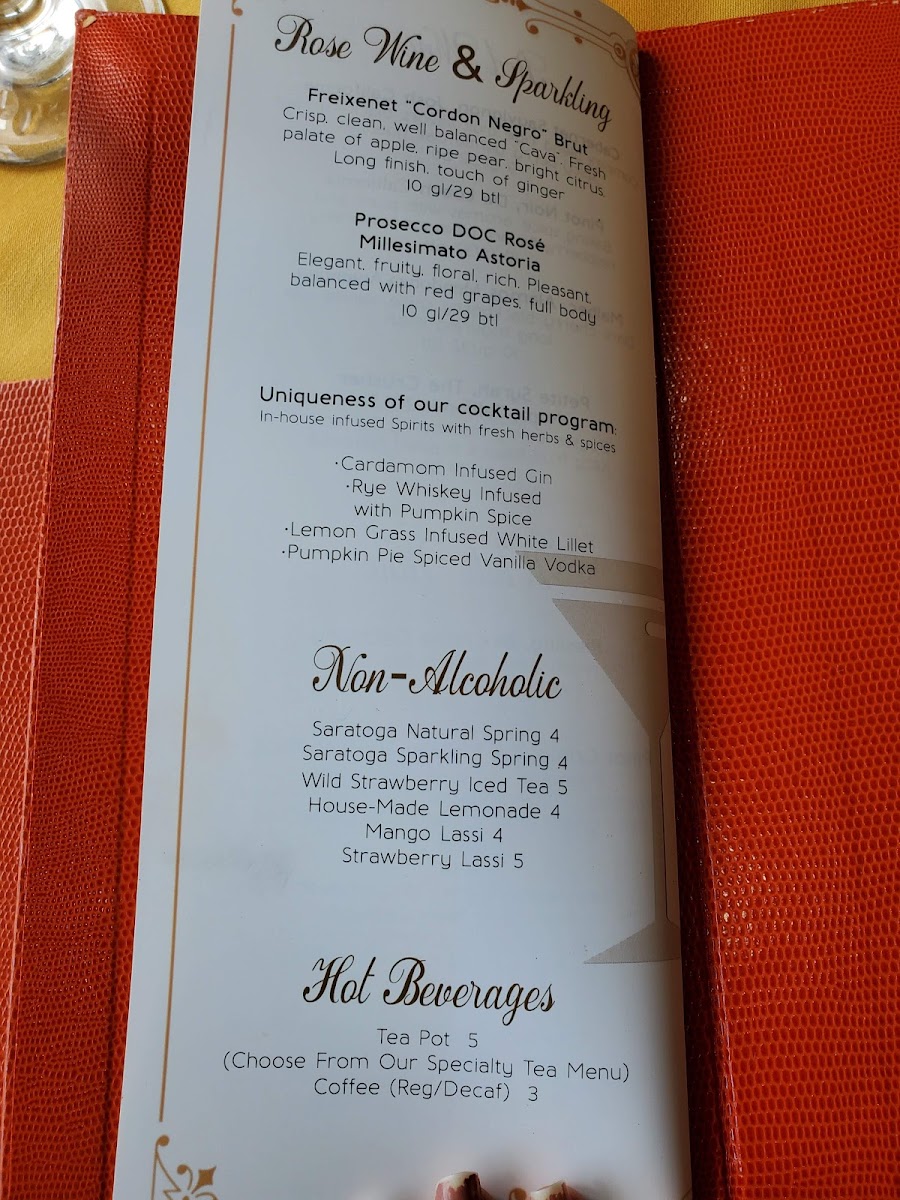 Rose Wine & Sparkling
Freixenet "Cordon Negro" Brut
Crisp, clean, well balanced "Cava". Fresh
palate of apple, ripe pear, bright citrus.
Long finish, touch of ginger
10 gl/29 btl
Prosecco DOC Rosé
Millesimato Astoria
Elegant, fruity, floral, rich. Pleasant,
balanced with red grapes, full body
10 gl/29 btl
Uniqueness of our cocktail program:
In-house infused Spirits with fresh herbs & spices
·Cardamom Infused Gin
·Rye Whiskey Infused
with Pumpkin Spice
·Lemon Grass Infused White Lillet
·Pumpkin Pie Spiced Vanilla Vodka
Non-Alcoholic
Saratoga Natural Spring 4
Saratoga Sparkling Spring 4
Wild Strawberry Iced Tea 5
House-Made Lemonade 4
Mango Lassi 4
Strawberry Lassi 5
Hot Beverages
Tea Pot 5
(Choose From Our Specialty Tea Menu)
Coffee (Reg/Decaf) 3